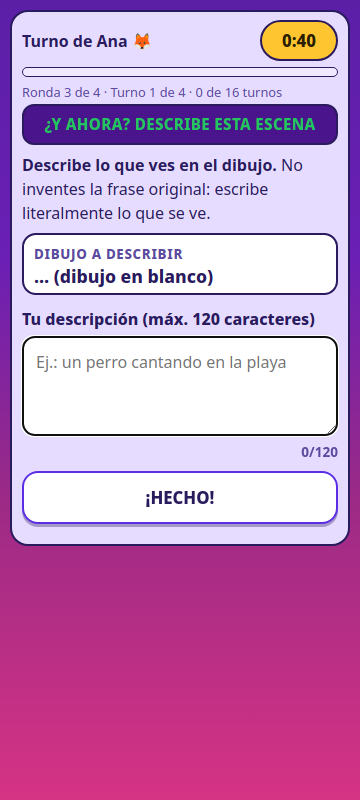 Turno de Ana 🦊
0:40
Ronda 3 de 4 · Turno 1 de 4 · 0 de 16 turnos
¿Y AHORA? DESCRIBE ESTA ESCENA
Describe lo que ves en el dibujo. No
inventes la frase original: escribe
literalmente lo que se ve.
DIBUJO A DESCRIBIR
... (dibujo en blanco)
Tu descripción (máx. 120 caracteres)
Ej.: un perro cantando en la playa
0/120
¡HECHO!